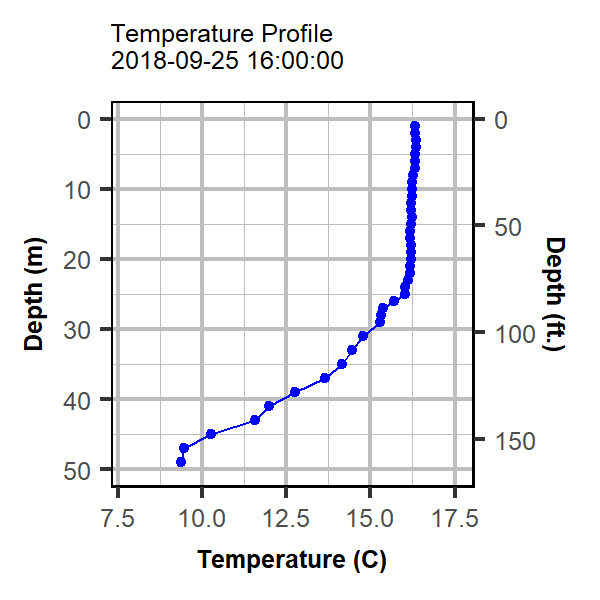 Temperature Profile
2018-09-25 16:00:00
0
10
20
30
40
50
Depth (m)
0
50
100
150
Depth (ft.)
7.5 10.0 12.5 15.0 17.5
Temperature (C)